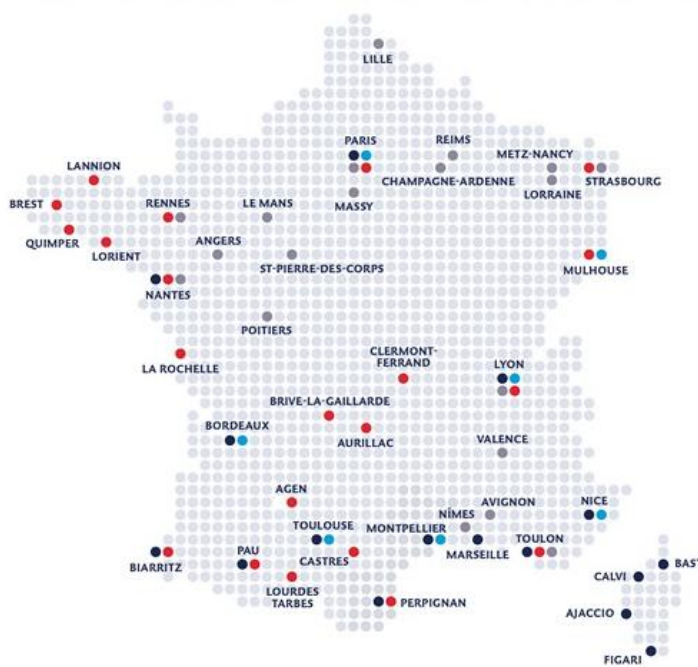 LILLE
PARIS
REIMS
METZ-NANCY
LANNION
CHAMPAGNE-ARDENNE
STRASBOURG
LORRAINE
BREST
RENNES
LE MANS
MASSY
QUIMPER
LORIENT
ANGERS
ST-PIERRE-DES-CORPS
MULHOUSE
NANTES
POITIERS
LA ROCHELLE
CLERMONT-
FERRAND
LYON
BRIVE-LA-GAILLARDE
BORDEAUX
AURILLAC
VALENCE
AGEN
AVIGNON
NICE
NÎMES
TOULOUSE
MONTPELLIER
TOULON
BIARRITZ
PAU
CASTRES
MARSEILLE
BAST
CALVI
LOURDES
TARBES
PERPIGNAN
AJACCIO
FIGARI